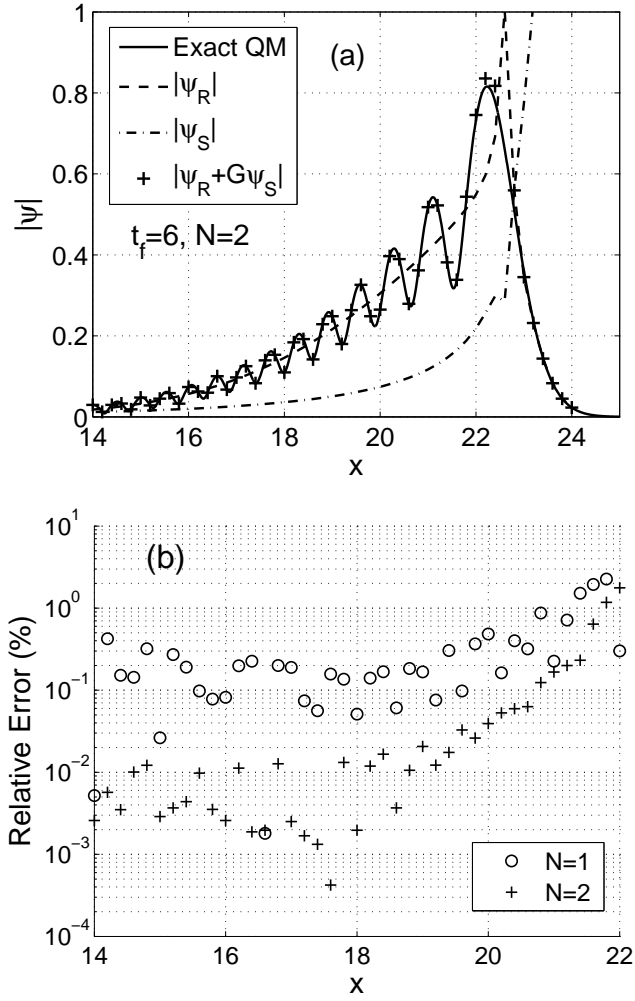 (a)
Exact QM
|ψ_R|
|ψ_S|
|ψ_R+Gψ_S|
t_f=6, N=2
|ψ|
1
0.8
0.6
0.4
0.2
0
14 16 18 20 22 24
x
(b)
Relative Error (%)
10^1
10^0
10^-1
10^-2
10^-3
10^-4
N=1
N=2
14 16 18 20 22
x